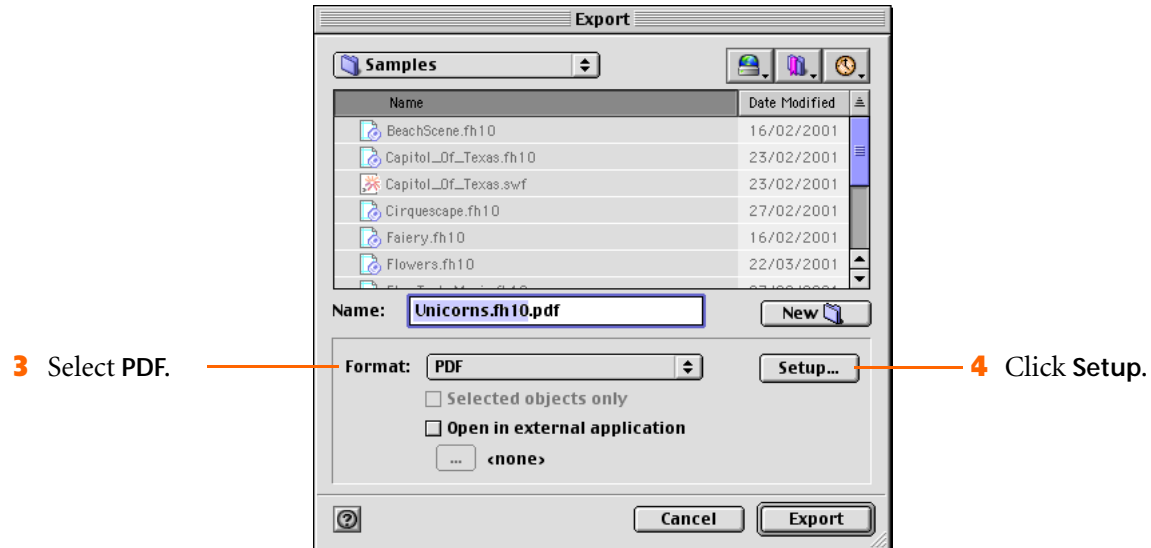 Export
Samples
Name Date Modified
BeachScene.fh10 16/02/2001
Capitol_Of_Texas.fh10 23/02/2001
Capitol_Of_Texas.swf 23/02/2001
Cirquescape.fh10 27/02/2001
Faiery.fh10 16/02/2001
Flowers.fh10 22/03/2001
Name: Unicorns.fh10.pdf New
3 Select PDF. Format: PDF Setup... 4 Click Setup.
Selected objects only
Open in external application
... <none>
? Cancel Export